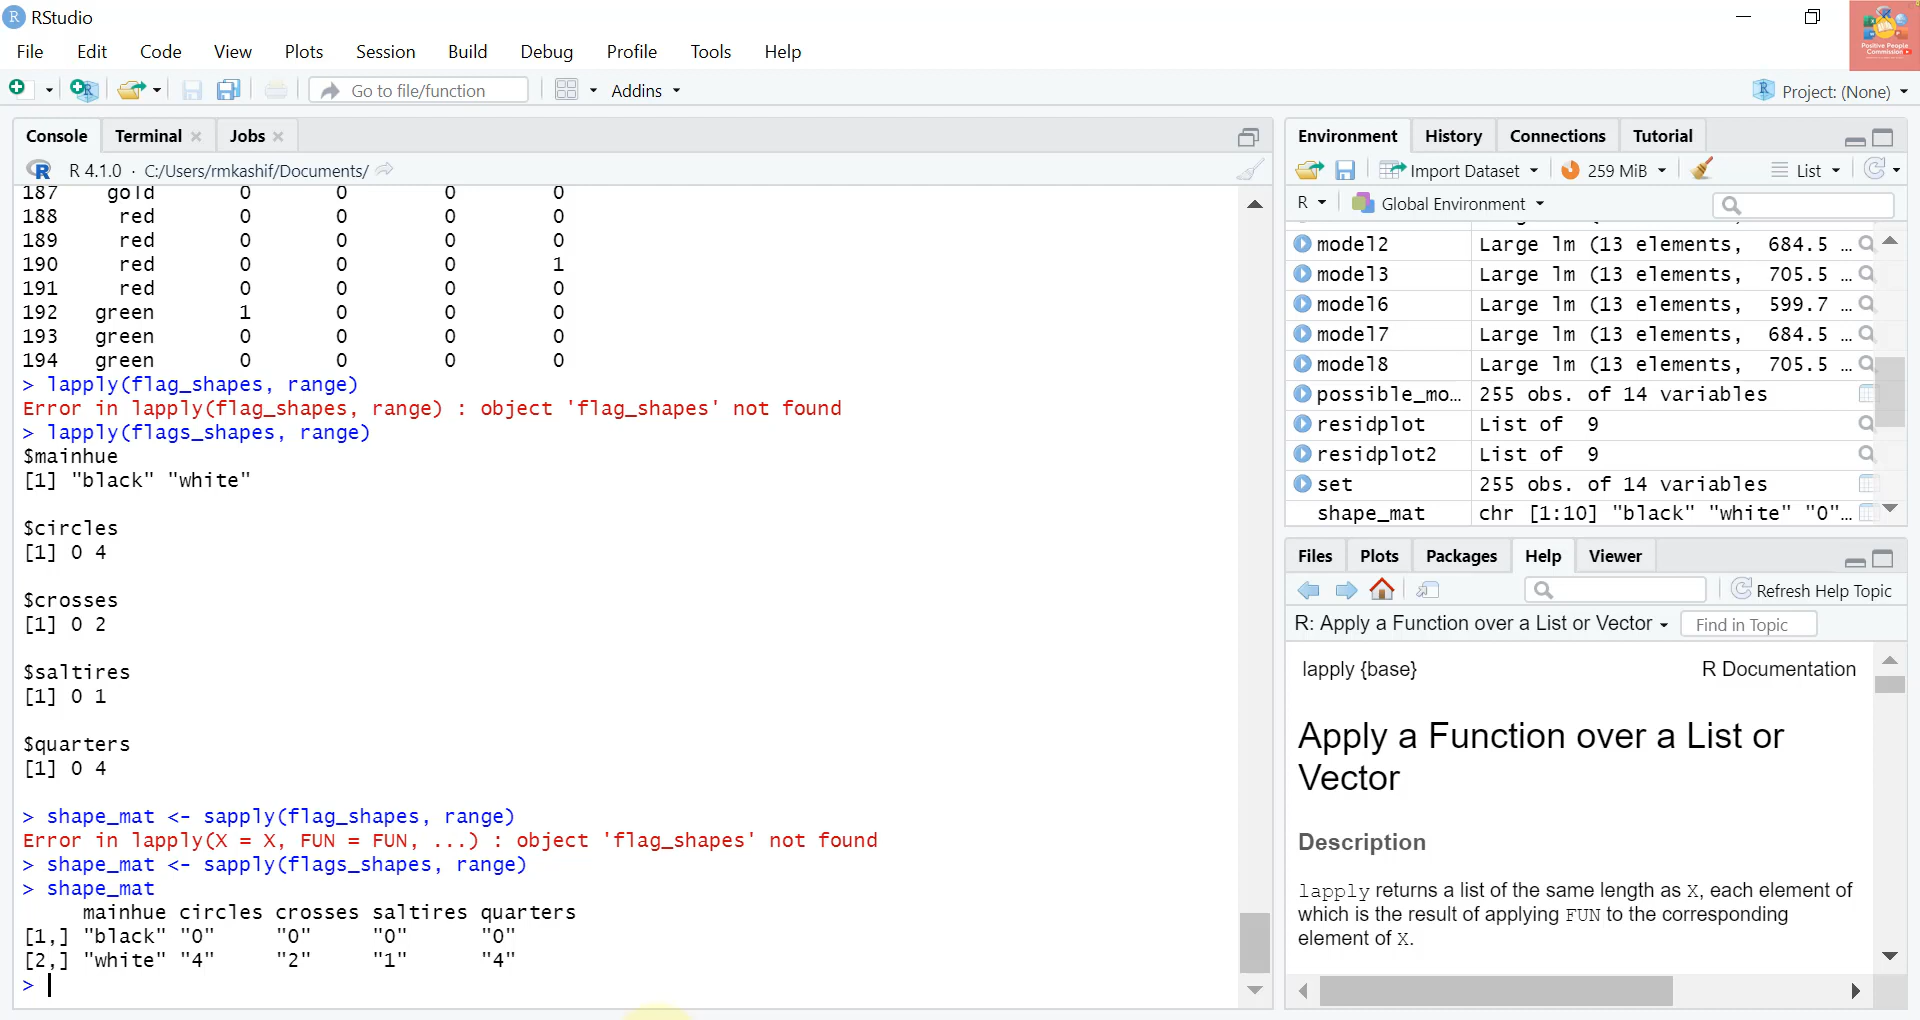 RStudio
File Edit Code View Plots Session Build Debug Profile Tools Help
Positive People
Commission
Go to file/function Addins
Project: (None)
Console Terminal Jobs
R 4.1.0 · C:/Users/rmkashif/Documents/
187 gold 0 0 0 0
188 red 0 0 0 0
189 red 0 0 0 0
190 red 0 0 0 1
191 red 0 0 0 0
192 green 1 0 0 0
193 green 0 0 0 0
194 green 0 0 0 0
> lapply(flag_shapes, range)
Error in lapply(flag_shapes, range) : object 'flag_shapes' not found
> lapply(flags_shapes, range)
$mainhue
[1] "black" "white"
$circles
[1] 0 4
$crosses
[1] 0 2
$saltires
[1] 0 1
$quarters
[1] 0 4
> shape_mat <- sapply(flag_shapes, range)
Error in lapply(X = X, FUN = FUN, ...) : object 'flag_shapes' not found
> shape_mat <- sapply(flags_shapes, range)
> shape_mat
mainhue circles crosses saltires quarters
[1,] "black" "0" "0" "0" "0"
[2,] "white" "4" "2" "1" "4"
>
Environment History Connections Tutorial
Import Dataset 259 MiB List
R Global Environment
model2 Large lm (13 elements, 684.5 …
model3 Large lm (13 elements, 705.5 …
model6 Large lm (13 elements, 599.7 …
model7 Large lm (13 elements, 684.5 …
model8 Large lm (13 elements, 705.5 …
possible_mo… 255 obs. of 14 variables
residplot List of 9
residplot2 List of 9
set 255 obs. of 14 variables
shape_mat chr [1:10] "black" "white" "0"…
Files Plots Packages Help Viewer
Refresh Help Topic
R: Apply a Function over a List or Vector Find in Topic
lapply {base} R Documentation
Apply a Function over a List or
Vector
Description
lapply returns a list of the same length as X, each element of
which is the result of applying FUN to the corresponding
element of X.